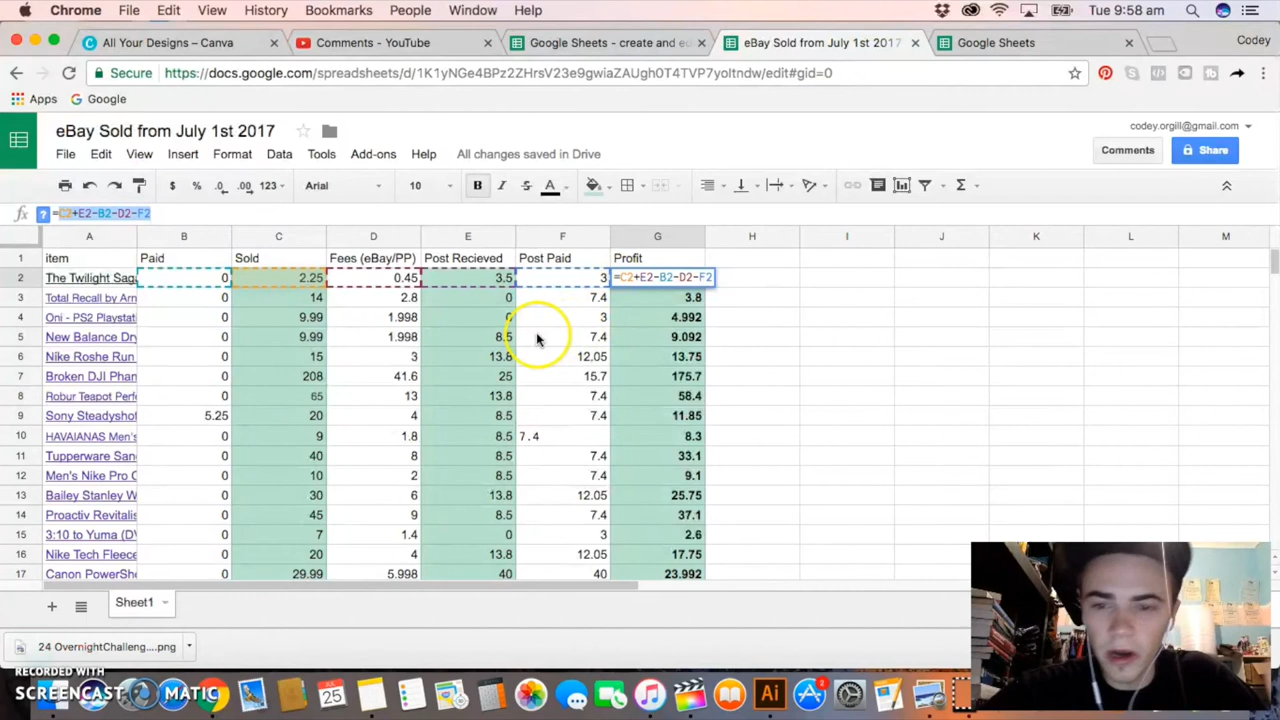 Chrome File Edit View History Bookmarks People Window Help Tue 9:58 am
All Your Designs – Canva Comments - YouTube Google Sheets - create and e eBay Sold from July 1st 2017 Google Sheets Codey
Secure https://docs.google.com/spreadsheets/d/1K1yNGe4BPz2ZHrsV23e9gwiaZAUgh0T4TVP7yoltndw/edit#gid=0
Apps Google
eBay Sold from July 1st 2017 codey.orgill@gmail.com
File Edit View Insert Format Data Tools Add-ons Help All changes saved in Drive Comments Share
$ % .0 .00 123 Arial 10 B I S A Σ
fx ? =C2+E2-B2-D2-F2
A B C D E F G H I J K L M
1 item Paid Sold Fees (eBay/PP) Post Recieved Post Paid Profit
2 The Twilight Saga 0 2.25 0.45 3.5 3 =C2+E2-B2-D2-F2
3 Total Recall by Arn 0 14 2.8 0 7.4 3.8
4 Oni - PS2 Playstati 0 9.99 1.998 0 3 4.992
5 New Balance Dry 0 9.99 1.998 8.5 7.4 9.092
6 Nike Roshe Run 0 15 3 13.8 12.05 13.75
7 Broken DJI Phan 0 208 41.6 25 15.7 175.7
8 Robur Teapot Perf 0 65 13 13.8 7.4 58.4
9 Sony Steadyshot 5.25 20 4 8.5 7.4 11.85
10 HAVAIANAS Men's 0 9 1.8 8.5 7.4 8.3
11 Tupperware San 0 40 8 8.5 7.4 33.1
12 Men's Nike Pro C 0 10 2 8.5 7.4 9.1
13 Bailey Stanley W 0 30 6 13.8 12.05 25.75
14 Proactiv Revitalis 0 45 9 8.5 7.4 37.1
15 3:10 to Yuma (DV 0 7 1.4 0 3 2.6
16 Nike Tech Fleece 0 20 4 13.8 12.05 17.75
17 Canon PowerSho 0 29.99 5.998 40 40 23.992
+ Sheet1
24 OvernightChalleng....png
RECORDED WITH
SCREENCAST MATIC
JUL 25 Ai 2